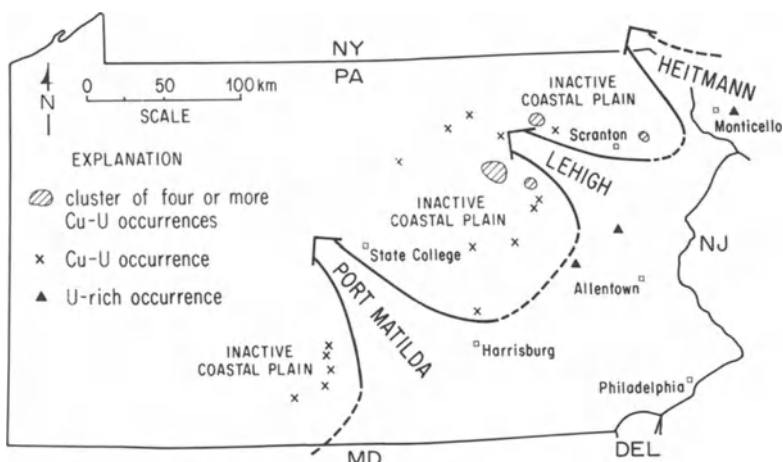 NY
PA
N
0 50 100 km
SCALE
EXPLANATION
cluster of four or more
Cu-U occurrences
Cu-U occurrence
U-rich occurrence
INACTIVE
COASTAL PLAIN
HEITMANN
Monticello
Scranton
LEHIGH
INACTIVE
COASTAL PLAIN
State College
NJ
Allentown
PORT MATILDA
Harrisburg
INACTIVE
COASTAL PLAIN
Philadelphia
MD
DEL